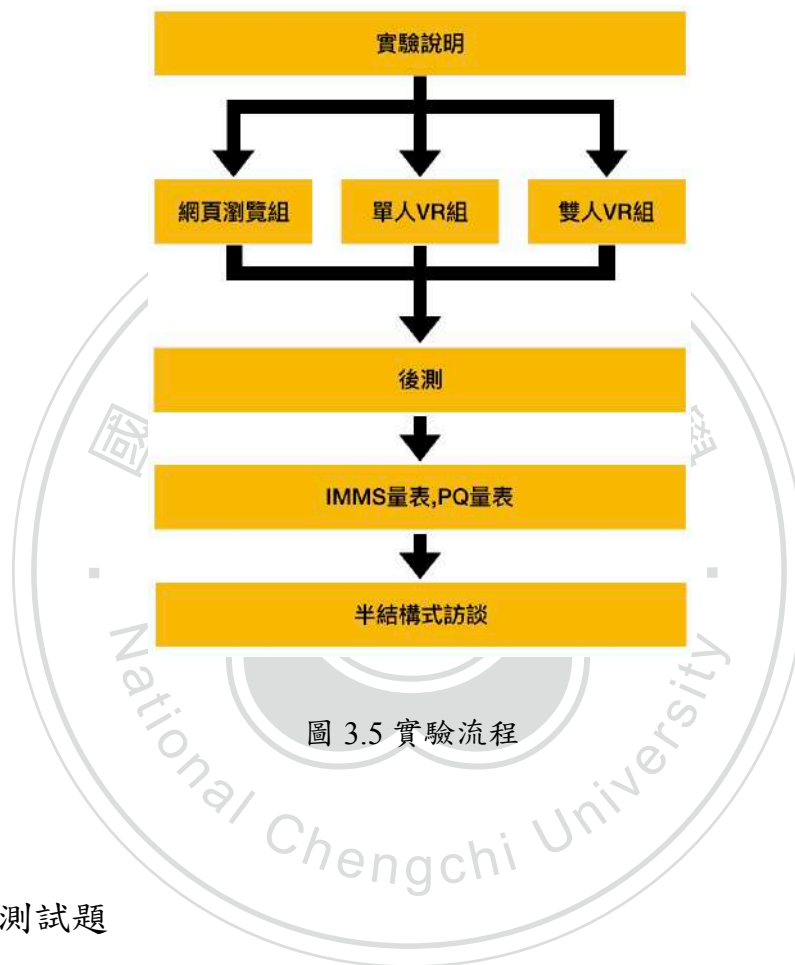 實驗說明
網頁瀏覽組 單人VR組 雙人VR組
後測
IMMS量表,PQ量表
半結構式訪談
圖 3.5 實驗流程
國
學
National Chengchi University
測試題